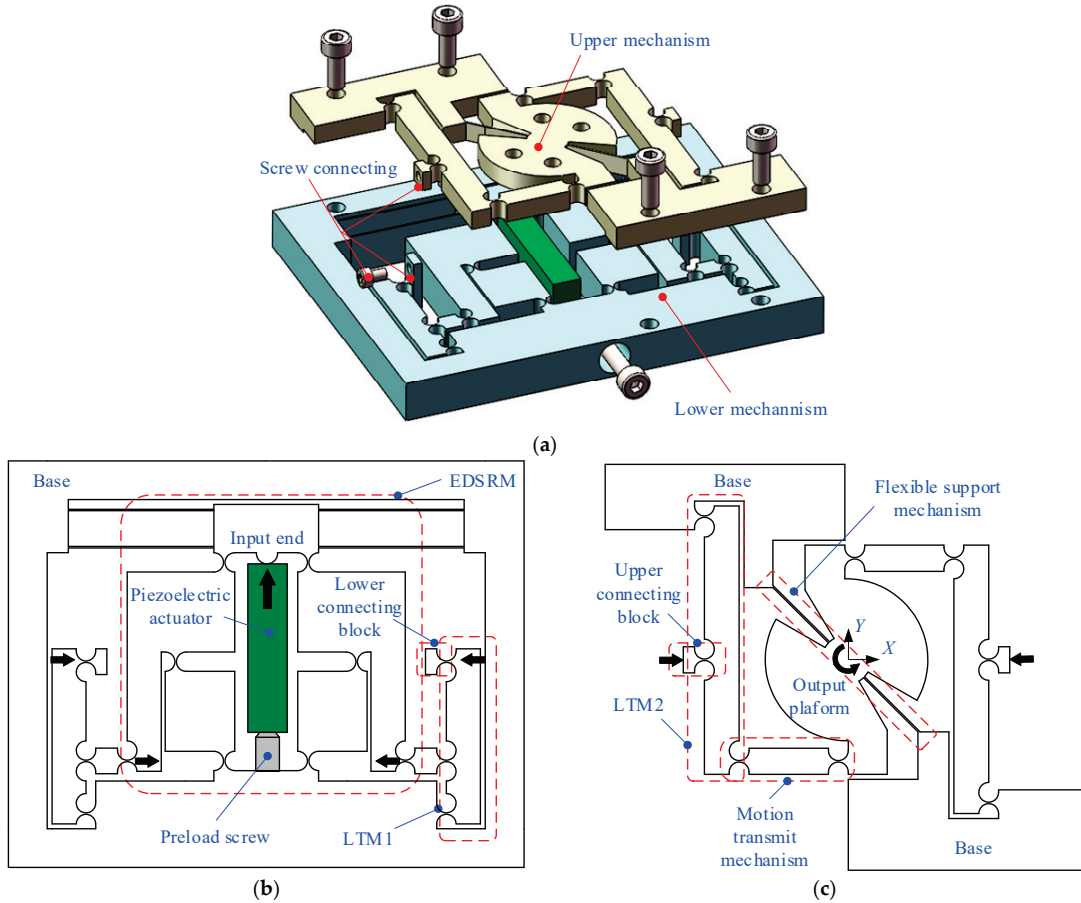 Upper mechanism
Screw connecting
Lower mechannism
(a)
Base
EDSRM
Input end
Piezoelectric
actuator
Lower
connecting
block
Preload screw
LTM1
(b)
Base
Flexible support
mechanism
Upper
connecting
block
Y
X
Output
plaform
LTM2
Motion
transmit
mechanism
Base
(c)